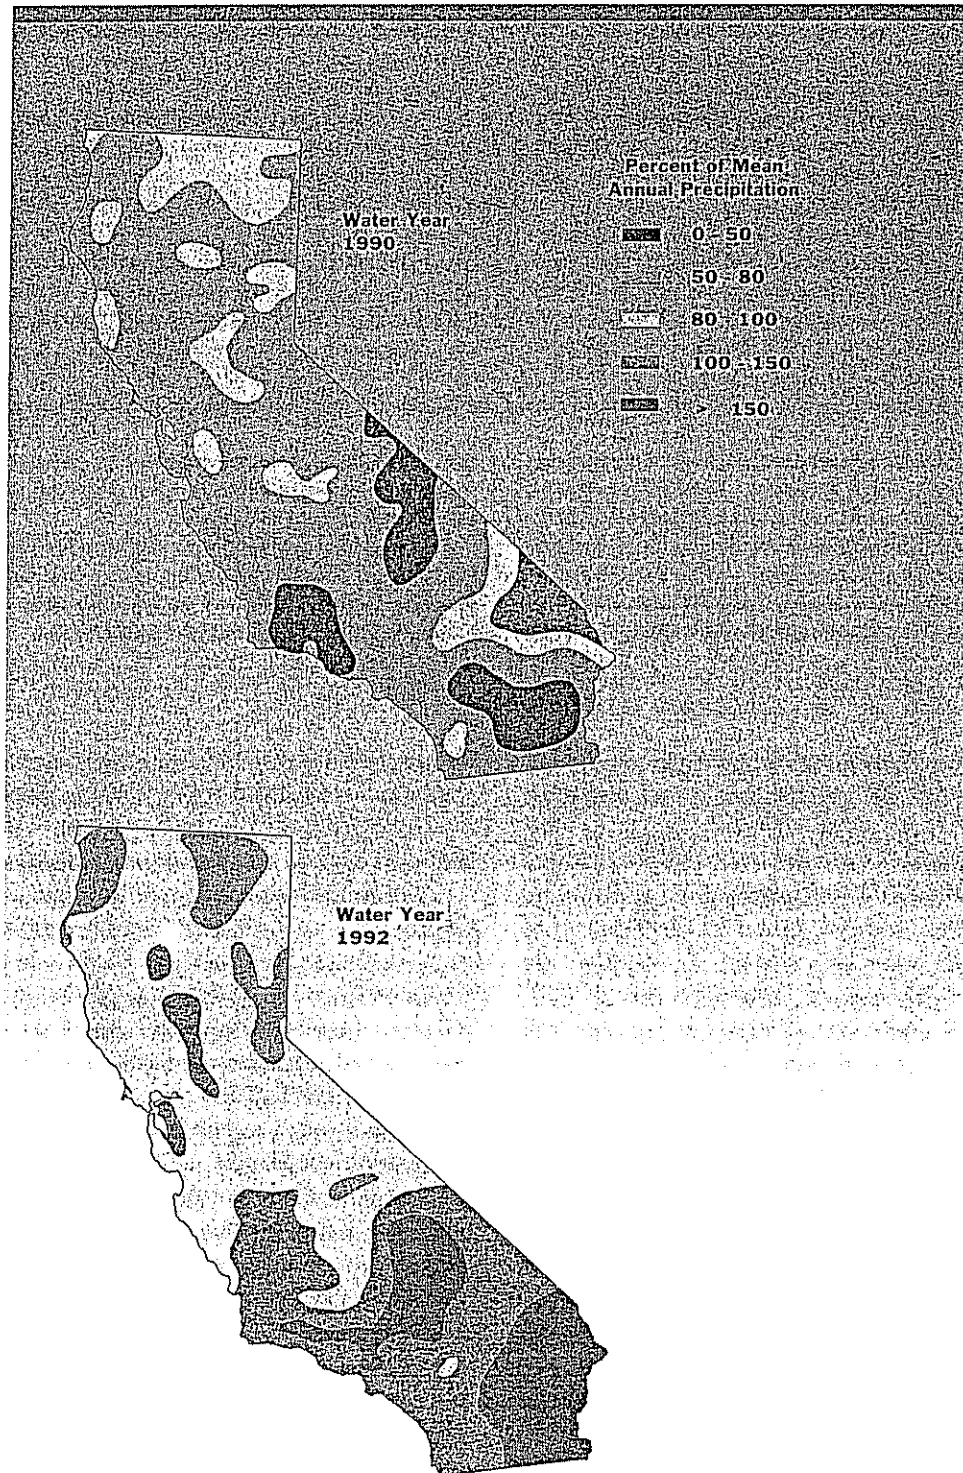 Percent of Mean
Annual Precipitation
0 - 50
50 - 80
80 - 100
100 - 150
> 150
Water Year
1990
Water Year
1992